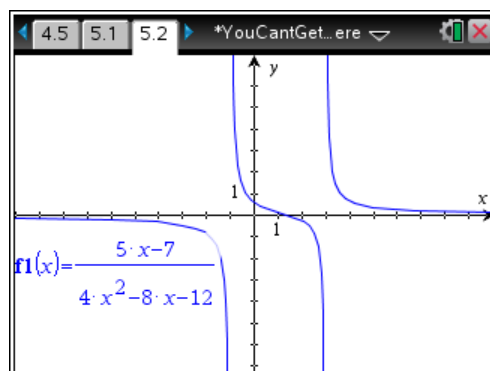 4.5 5.1 5.2 *YouCantGet...ere
y
1
x
1
f1(x)=5·x-7/4·x²-8·x-12